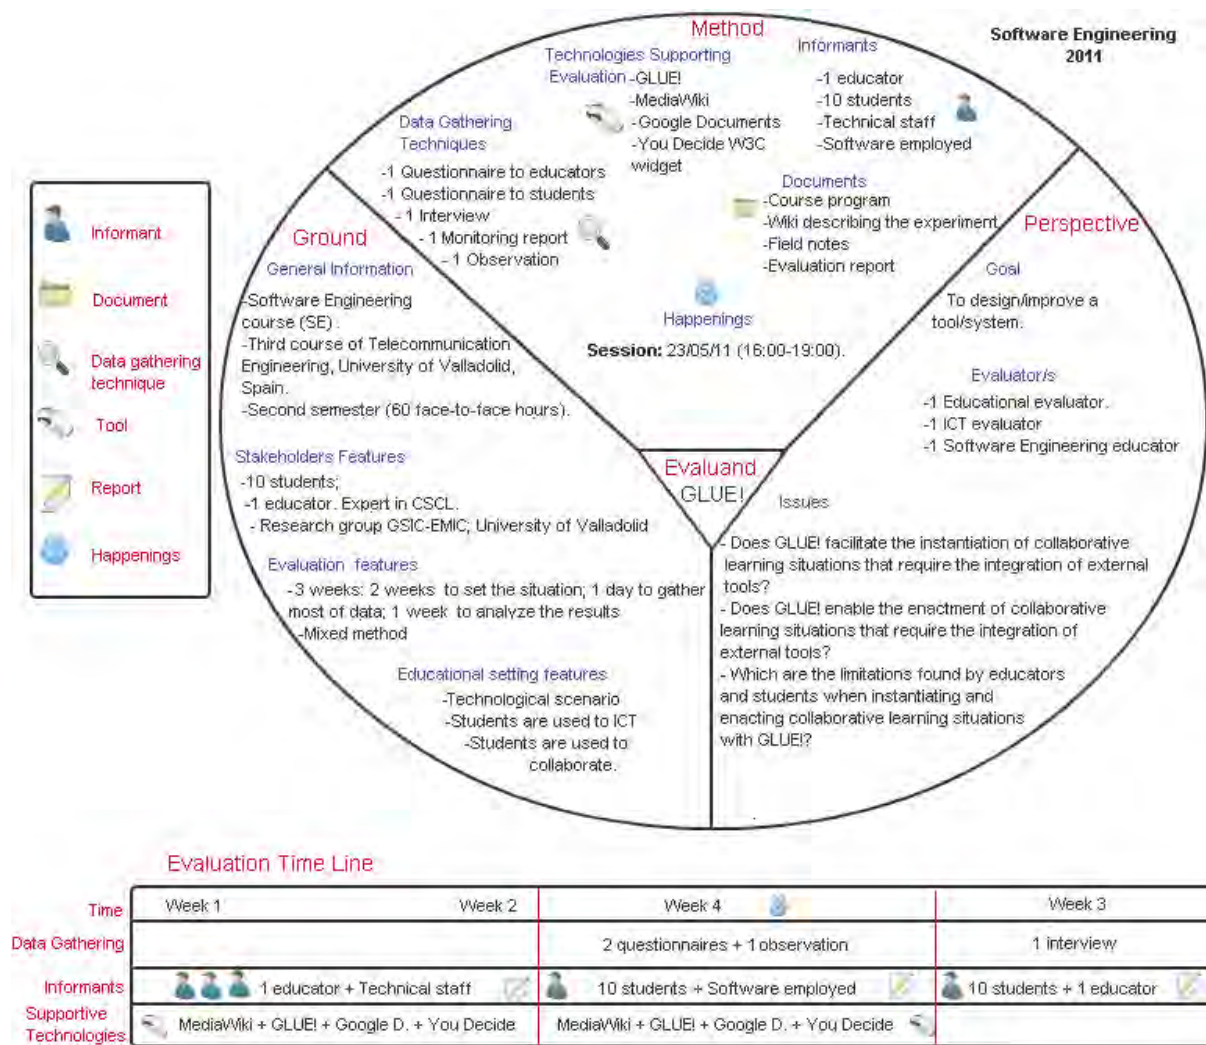 Software Engineering
2011
Method
Technologies Supporting
Evaluation
-GLUE!
-MediaWiki
-Google Documents
-You Decide W3C
widget
Informants
-1 educator
-10 students
-Technical staff
-Software employed
Data Gathering
Techniques
-1 Questionnaire to educators
-1 Questionnaire to students
- 1 Interview
- 1 Monitoring report
- 1 Observation
Documents
-Course program
-Wiki describing the experiment
-Field notes
-Evaluation report
Happenings
Session: 23/05/11 (16:00-19:00).
Informant
Document
Data gathering
technique
Tool
Report
Happenings
Ground
General Information
-Software Engineering
course (SE) .
-Third course of Telecommunication
Engineering, University of Valladolid,
Spain.
-Second semester (60 face-to-face hours).
Stakeholders Features
-10 students;
-1 educator. Expert in CSCL.
- Research group GSIC-EMIC; University of Valladolid
Evaluation features
-3 weeks: 2 weeks to set the situation; 1 day to gather
most of data; 1 week to analyze the results
-Mixed method
Educational setting features
-Technological scenario
-Students are used to ICT
-Students are used to
collaborate.
Evaluand
GLUE!
Perspective
Goal
To design/improve a
tool/system.
Evaluator/s
-1 Educational evaluator.
-1 ICT evaluator
-1 Software Engineering educator
Issues
- Does GLUE! facilitate the instantiation of collaborative
learning situations that require the integration of external
tools?
- Does GLUE! enable the enactment of collaborative
learning situations that require the integration of
external tools?
- Which are the limitations found by educators
and students when instantiating and
enacting collaborative learning situations
with GLUE!?
Evaluation Time Line
Time Week 1 Week 2 Week 4 Week 3
Data Gathering 2 questionnaires + 1 observation 1 interview
Informants 1 educator + Technical staff 10 students + Software employed 10 students + 1 educator
Supportive
Technologies MediaWiki + GLUE! + Google D. + You Decide MediaWiki + GLUE! + Google D. + You Decide